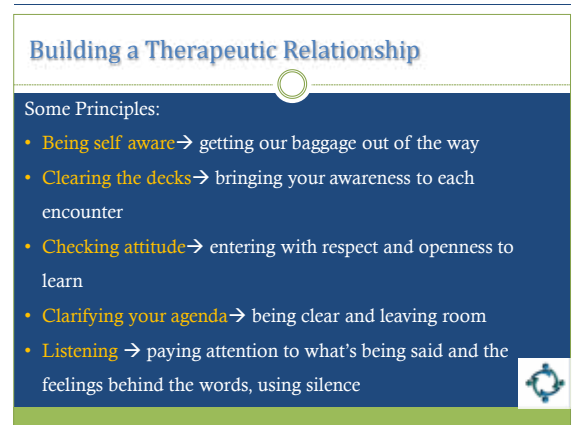 Building a Therapeutic Relationship
Some Principles:
• Being self aware→ getting our baggage out of the way
• Clearing the decks→ bringing your awareness to each
encounter
• Checking attitude→ entering with respect and openness to
learn
• Clarifying your agenda→ being clear and leaving room
• Listening → paying attention to what's being said and the
feelings behind the words, using silence